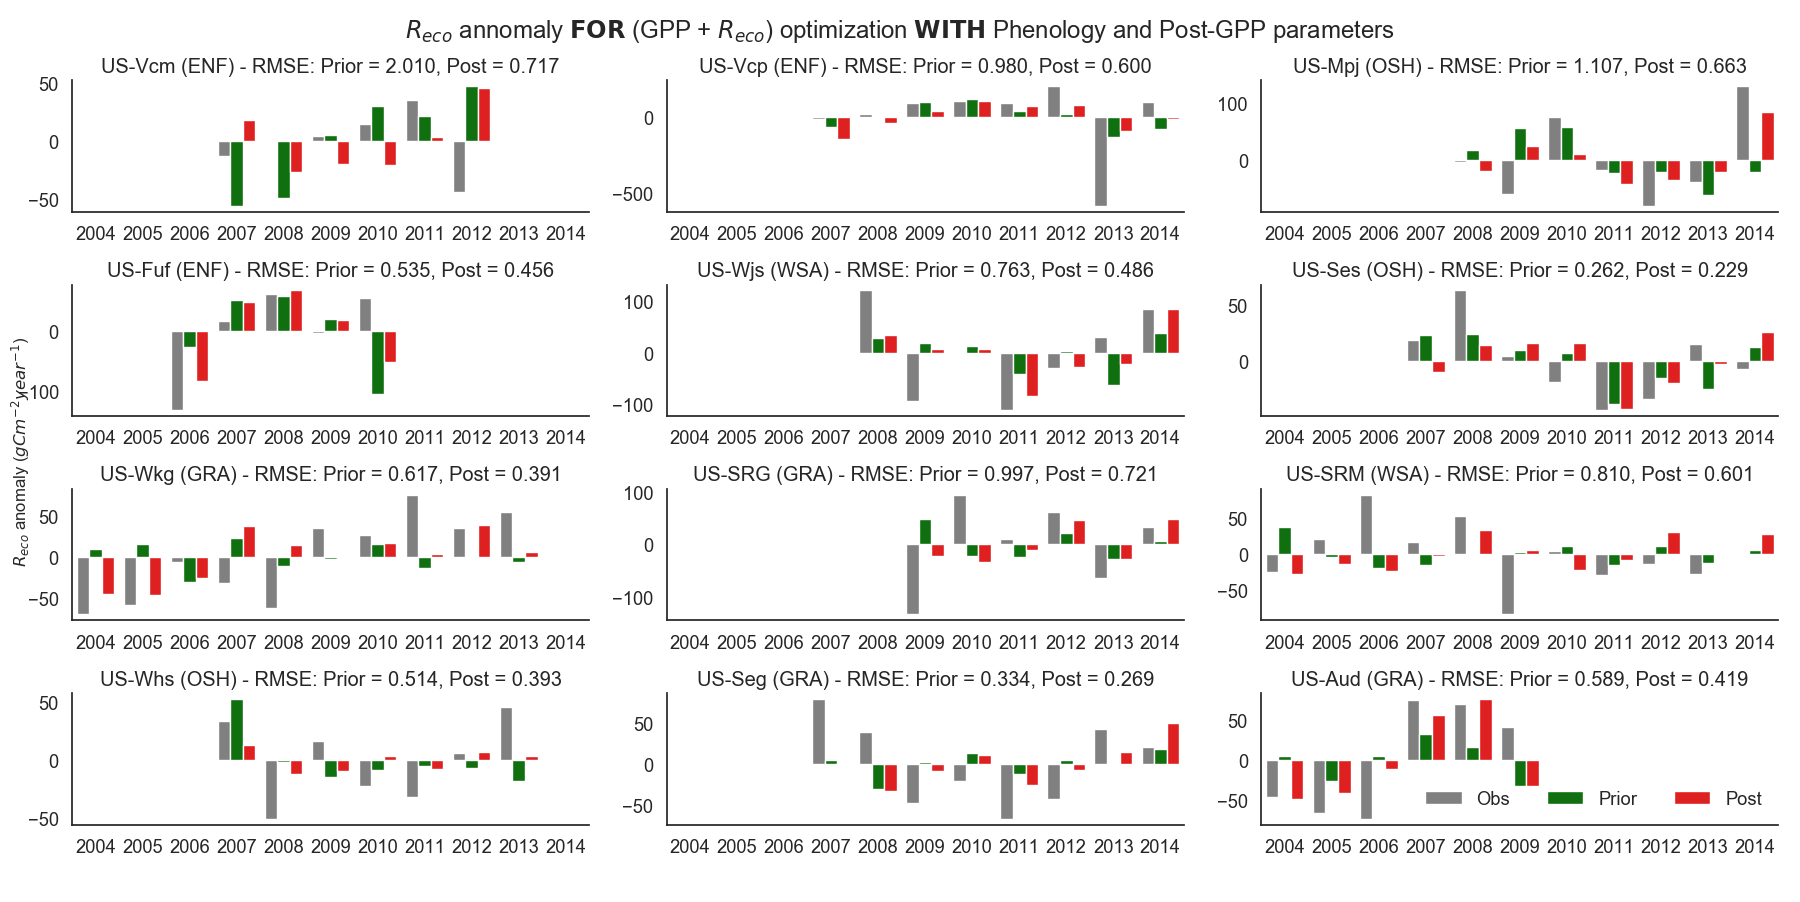 R_eco annomaly FOR (GPP + R_eco) optimization WITH Phenology and Post-GPP parameters
US-Vcm (ENF) - RMSE: Prior = 2.010, Post = 0.717
50
0
−50
2004 2005 2006 2007 2008 2009 2010 2011 2012 2013 2014
US-Vcp (ENF) - RMSE: Prior = 0.980, Post = 0.600
0
−500
2004 2005 2006 2007 2008 2009 2010 2011 2012 2013 2014
US-Mpj (OSH) - RMSE: Prior = 1.107, Post = 0.663
100
0
2004 2005 2006 2007 2008 2009 2010 2011 2012 2013 2014
R_eco anomaly (gCm^−2year^−1)
US-Fuf (ENF) - RMSE: Prior = 0.535, Post = 0.456
0
100
2004 2005 2006 2007 2008 2009 2010 2011 2012 2013 2014
US-Wjs (WSA) - RMSE: Prior = 0.763, Post = 0.486
100
0
−100
2004 2005 2006 2007 2008 2009 2010 2011 2012 2013 2014
US-Ses (OSH) - RMSE: Prior = 0.262, Post = 0.229
50
0
2004 2005 2006 2007 2008 2009 2010 2011 2012 2013 2014
US-Wkg (GRA) - RMSE: Prior = 0.617, Post = 0.391
50
0
−50
2004 2005 2006 2007 2008 2009 2010 2011 2012 2013 2014
US-SRG (GRA) - RMSE: Prior = 0.997, Post = 0.721
100
0
−100
2004 2005 2006 2007 2008 2009 2010 2011 2012 2013 2014
US-SRM (WSA) - RMSE: Prior = 0.810, Post = 0.601
50
0
−50
2004 2005 2006 2007 2008 2009 2010 2011 2012 2013 2014
US-Whs (OSH) - RMSE: Prior = 0.514, Post = 0.393
50
0
−50
2004 2005 2006 2007 2008 2009 2010 2011 2012 2013 2014
US-Seg (GRA) - RMSE: Prior = 0.334, Post = 0.269
50
0
−50
2004 2005 2006 2007 2008 2009 2010 2011 2012 2013 2014
US-Aud (GRA) - RMSE: Prior = 0.589, Post = 0.419
50
0
−50
Obs Prior Post
2004 2005 2006 2007 2008 2009 2010 2011 2012 2013 2014